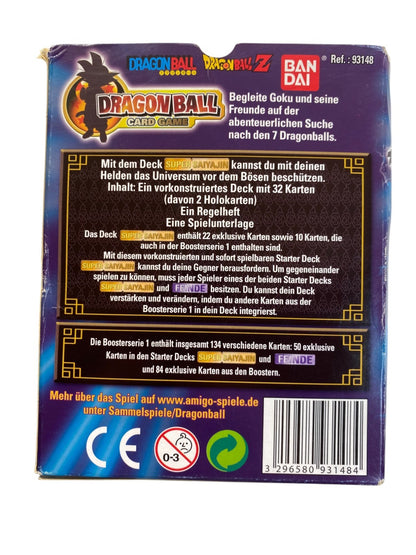 DRAGONBALL DRAGONBALL Z BAN DAI Ref. : 93148
DRAGONBALL
CARD GAME
Begleite Goku und seine
Freunde auf der
abenteuerlichen Suche
nach den 7 Dragonballs.
Mit dem Deck SUPER SAIYAJIN kannst du mit deinen
Helden das Universum vor dem Bösen beschützen.
Inhalt: Ein vorkonstruiertes Deck mit 32 Karten
(davon 2 Holokarten)
Ein Regelheft
Eine Spielunterlage
Das Deck SUPER SAIYAJIN enthält 22 exklusive Karten sowie 10 Karten, die
auch in der Boosterserie 1 enthalten sind.
Mit diesem vorkonstruierten und sofort spielbaren Starter Deck
SUPER SAIYAJIN kannst du deine Gegner herausfordern. Um gegeneinander
spielen zu können, muss jeder Spieler eines der beiden Starter Decks
SUPER SAIYAJIN und FEINDE besitzen. Du kannst dein Deck
verstärken und verändern, indem du andere Karten aus der
Boosterserie 1 in dein Deck integrierst.
Die Boosterserie 1 enthält insgesamt 134 verschiedene Karten: 50 exklusive
Karten in den Starter Decks SUPER SAIYAJIN und FEINDE
und 84 exklusive Karten aus den Boostern.
Mehr über das Spiel auf www.amigo-spiele.de
unter Sammelspiele/Dragonball
CE
0-3
3 296580 931484